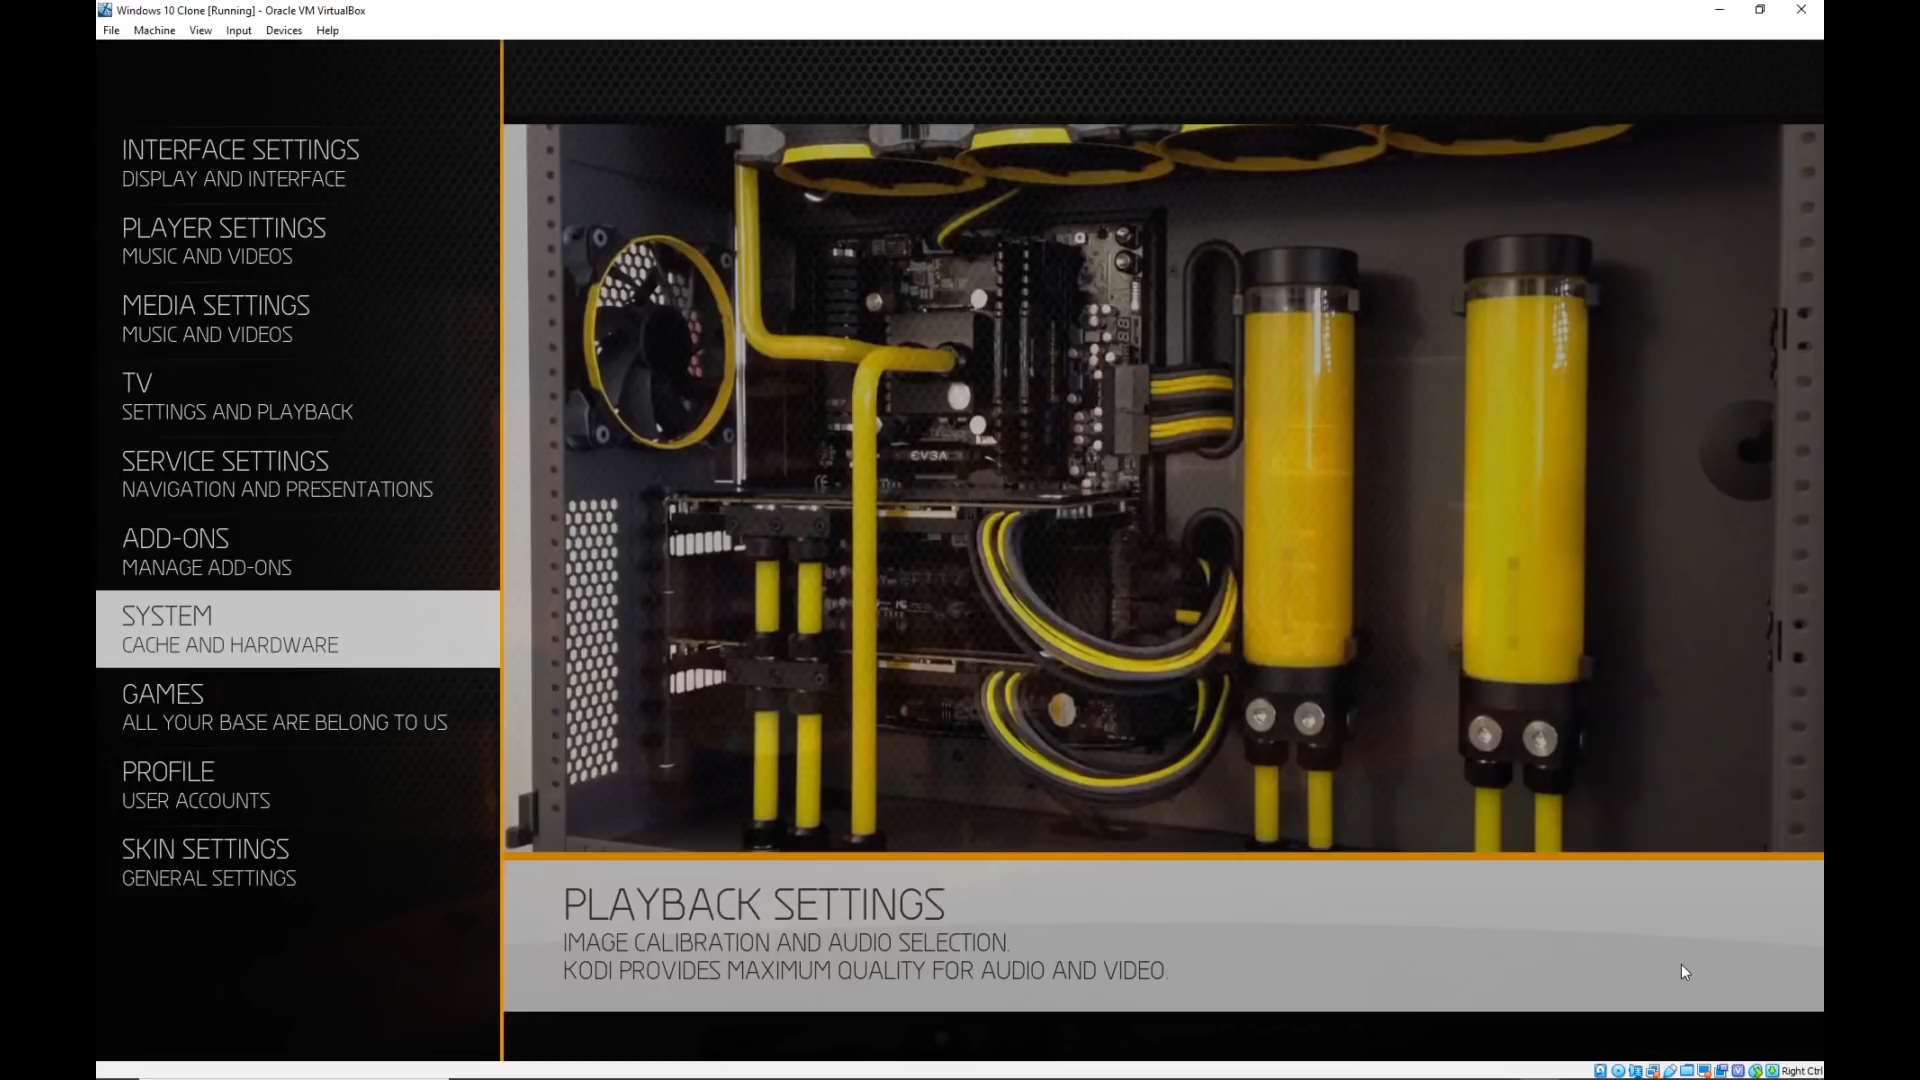 Windows 10 Clone [Running] - Oracle VM VirtualBox
File Machine View Input Devices Help
INTERFACE SETTINGS
DISPLAY AND INTERFACE
PLAYER SETTINGS
MUSIC AND VIDEOS
MEDIA SETTINGS
MUSIC AND VIDEOS
TV
SETTINGS AND PLAYBACK
SERVICE SETTINGS
NAVIGATION AND PRESENTATIONS
ADD-ONS
MANAGE ADD-ONS
SYSTEM
CACHE AND HARDWARE
GAMES
ALL YOUR BASE ARE BELONG TO US
PROFILE
USER ACCOUNTS
SKIN SETTINGS
GENERAL SETTINGS
EVGA
PLAYBACK SETTINGS
IMAGE CALIBRATION AND AUDIO SELECTION.
KODI PROVIDES MAXIMUM QUALITY FOR AUDIO AND VIDEO.
Right Ctrl